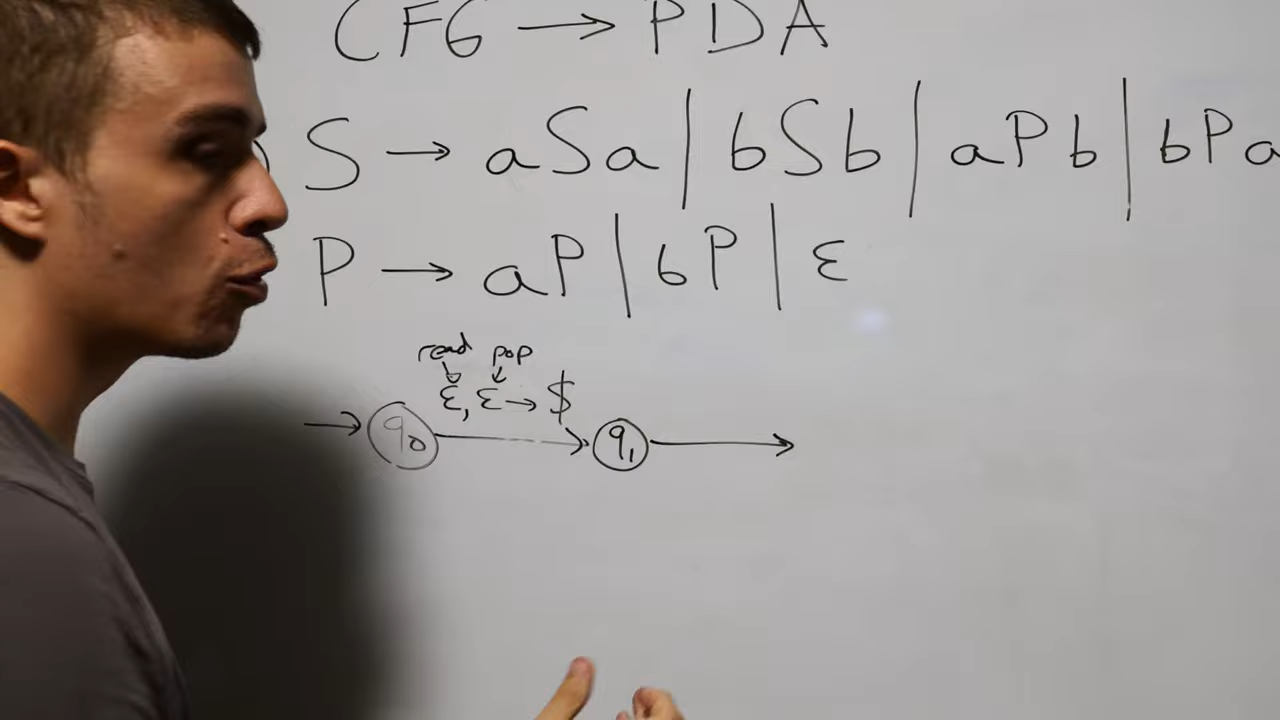 CFG → PDA
) S → aSa | bSb | aPb | bPa
P → aP | bP | ε
read pop
ε, ε → $
q₀ q₁